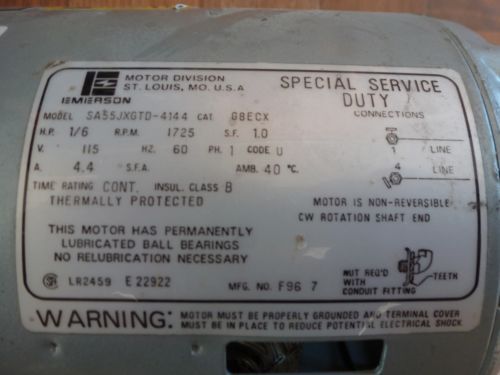 EMERSON
MOTOR DIVISION
ST. LOUIS, MO. U.S.A
SPECIAL SERVICE
DUTY
MODEL SA55JXGTD-4144 CAT. G8ECX
CONNECTIONS
H.P. 1/6 R.P.M. 1725 S.F. 1.0
V. 115 HZ. 60 PH. 1 CODE U
1 LINE
A. 4.4 S.F.A. AMB. 40 °C.
4 LINE
TIME RATING CONT. INSUL. CLASS B
THERMALLY PROTECTED
MOTOR IS NON-REVERSIBLE
CW ROTATION SHAFT END
THIS MOTOR HAS PERMANENTLY
LUBRICATED BALL BEARINGS
NO RELUBRICATION NECESSARY
NUT REQ'D
WITH
CONDUIT FITTING
TEETH
LR2459 E 22922
MFG. NO. F96 7
WARNING: MOTOR MUST BE PROPERLY GROUNDED AND TERMINAL COVER
MUST BE IN PLACE TO REDUCE POTENTIAL ELECTRICAL SHOCK